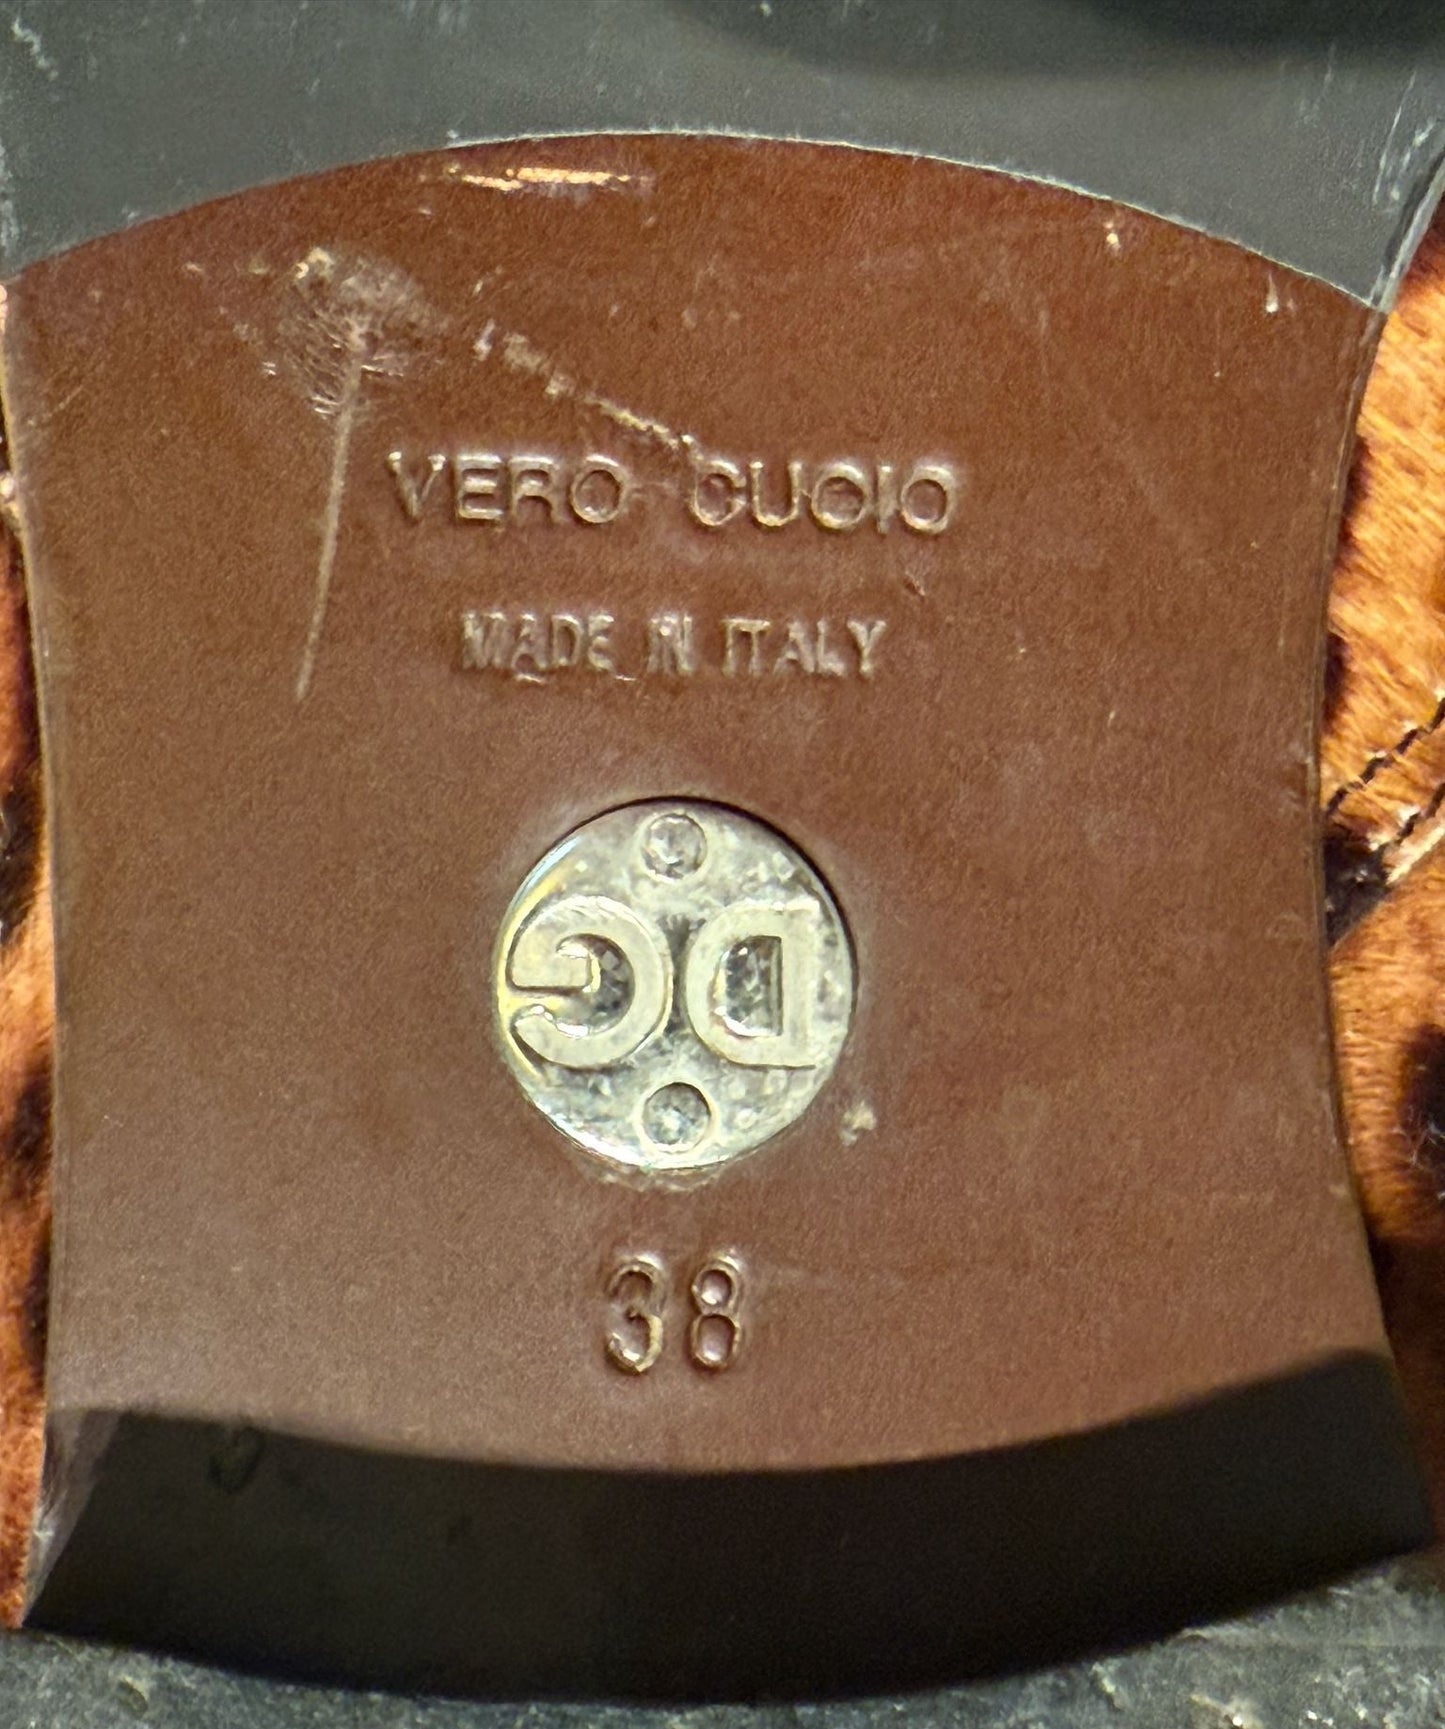 VERO CUOIO
MADE IN ITALY
DG
38